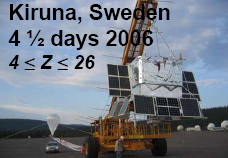 Kiruna, Sweden
4 ½ days 2006
4 ≤ Z ≤ 26